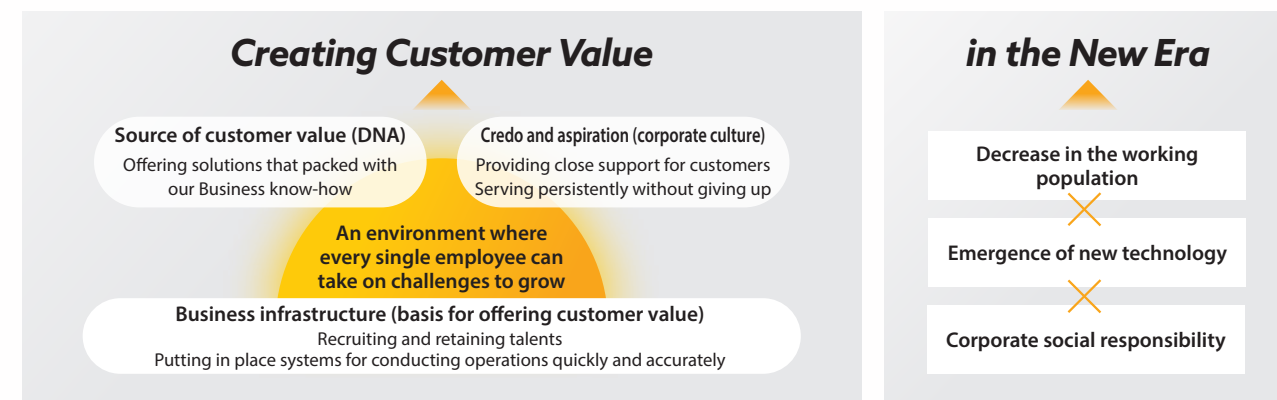 Creating Customer Value
Source of customer value (DNA)
Offering solutions that packed with
our Business know-how
Credo and aspiration (corporate culture)
Providing close support for customers
Serving persistently without giving up
An environment where
every single employee can
take on challenges to grow
Business infrastructure (basis for offering customer value)
Recruiting and retaining talents
Putting in place systems for conducting operations quickly and accurately
in the New Era
Decrease in the working
population
Emergence of new technology
Corporate social responsibility